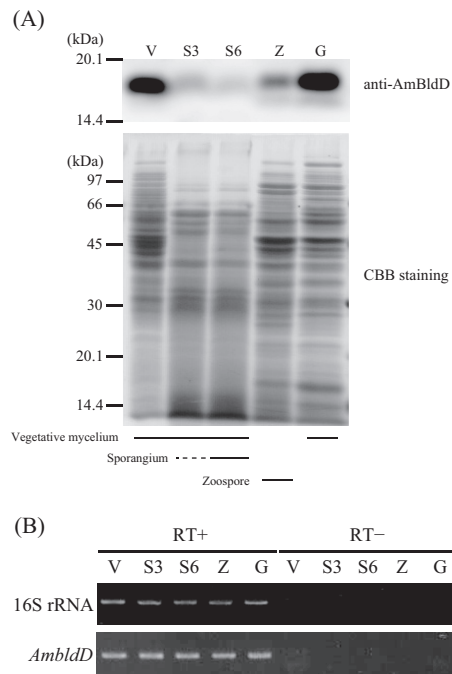 (A)
(kDa)
V S3 S6 Z G
20.1
anti-AmBldD
14.4
(kDa)
97
66
45
CBB staining
30
20.1
14.4
Vegetative mycelium
Sporangium
Zoospore
(B)
RT+ RT−
V S3 S6 Z G V S3 S6 Z G
16S rRNA
AmbldD